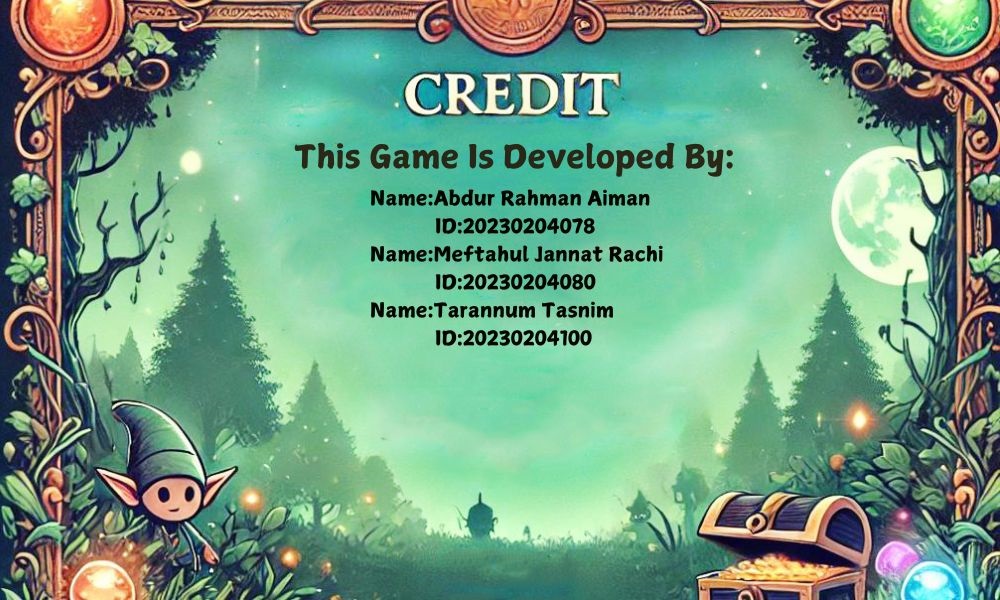 CREDIT
This Game Is Developed By:
Name:Abdur Rahman Aiman
ID:20230204078
Name:Meftahul Jannat Rachi
ID:20230204080
Name:Tarannum Tasnim
ID:20230204100